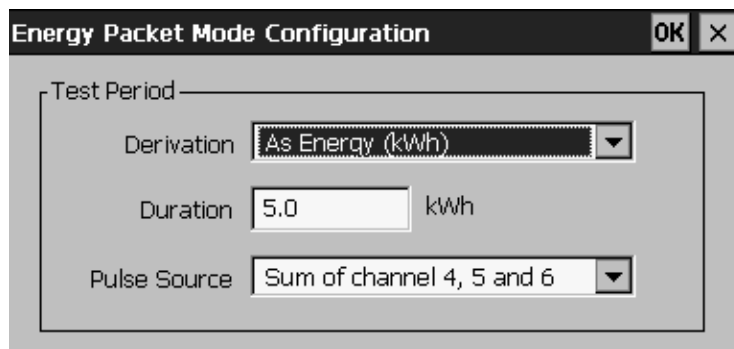 Energy Packet Mode Configuration OK ×
Test Period
Derivation As Energy (kWh)
Duration 5.0 kWh
Pulse Source Sum of channel 4, 5 and 6